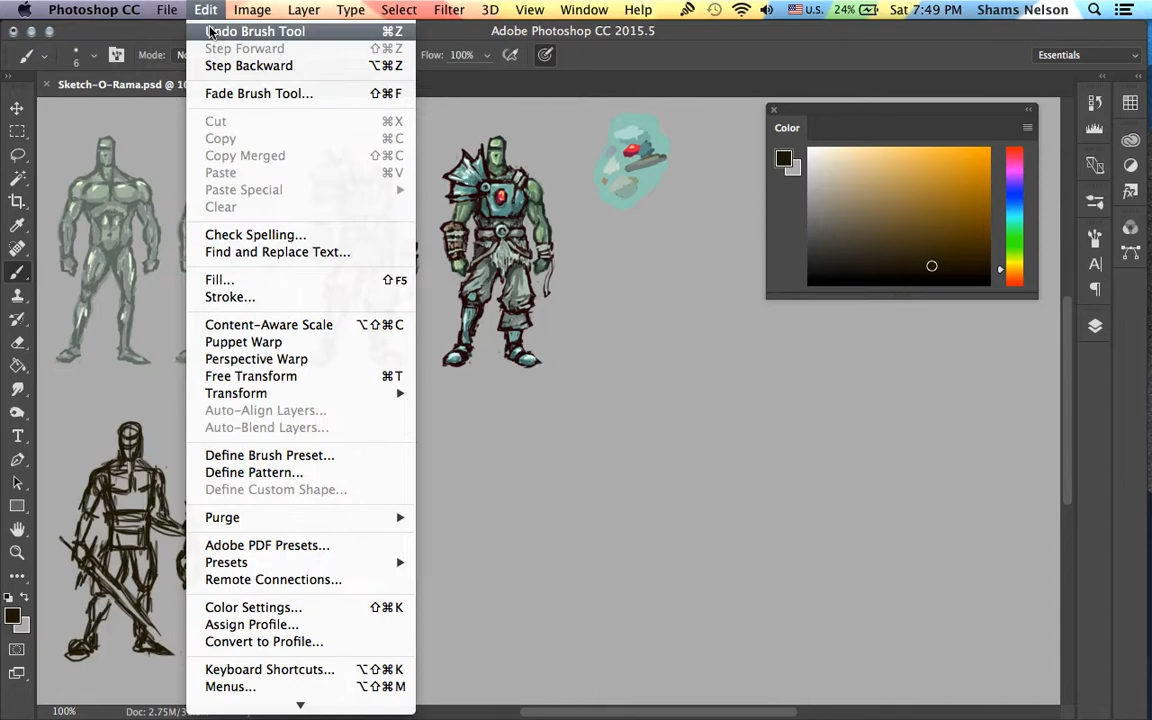 Photoshop CC File Edit Image Layer Type Select Filter 3D View Window Help U.S. 24% Sat 7:49 PM Shams Nelson
Adobe Photoshop CC 2015.5
6 Mode: Flow: 100% Essentials
Sketch-O-Rama.psd @ 10
Undo Brush Tool ⌘Z
Step Forward ⇧⌘Z
Step Backward ⌥⌘Z
Fade Brush Tool... ⇧⌘F
Cut ⌘X
Copy ⌘C
Copy Merged ⇧⌘C
Paste ⌘V
Paste Special
Clear
Check Spelling...
Find and Replace Text...
Fill... ⇧F5
Stroke...
Content-Aware Scale ⌥⇧⌘C
Puppet Warp
Perspective Warp
Free Transform ⌘T
Transform
Auto-Align Layers...
Auto-Blend Layers...
Define Brush Preset...
Define Pattern...
Define Custom Shape...
Purge
Adobe PDF Presets...
Presets
Remote Connections...
Color Settings... ⇧⌘K
Assign Profile...
Convert to Profile...
Keyboard Shortcuts... ⌥⇧⌘K
Menus... ⌥⇧⌘M
Color
100% Doc: 2.75M/3